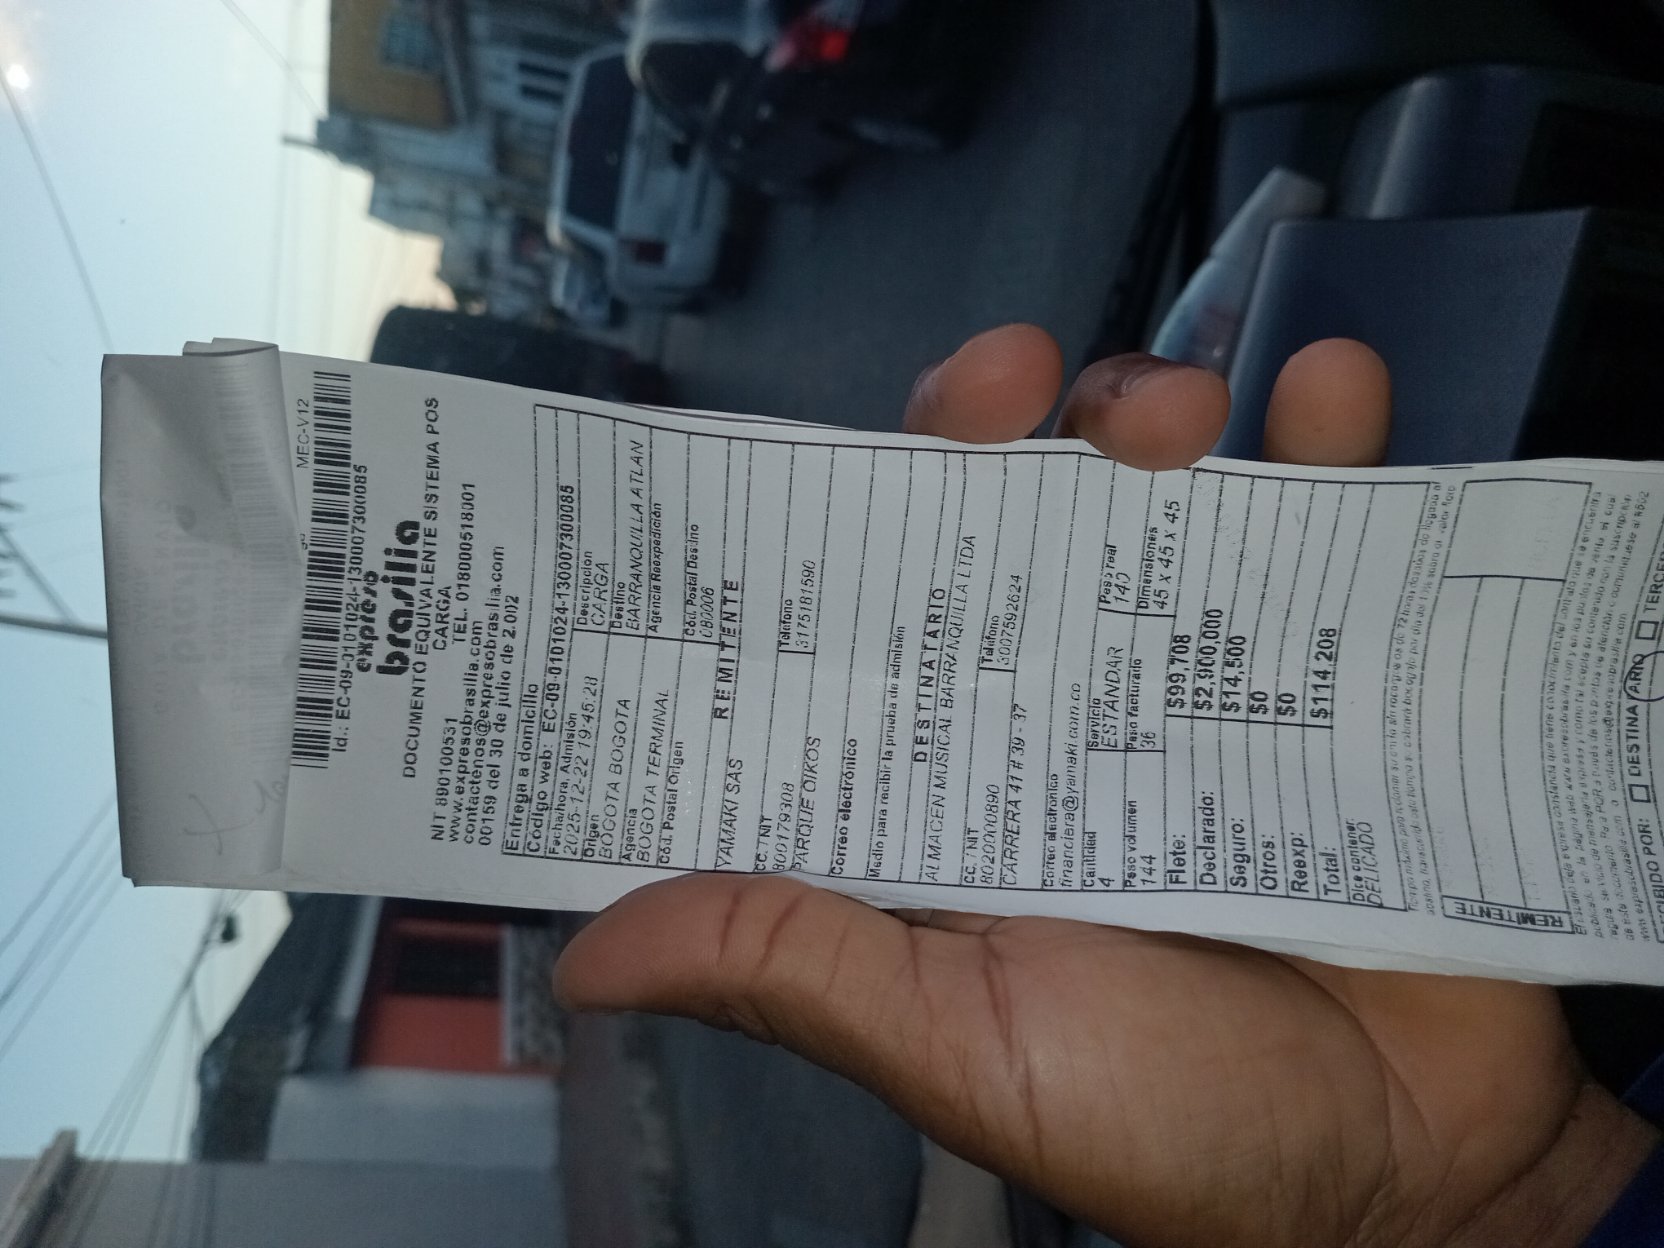 MEC-V12
Id.: EC-09-0101024-130007300085
expreso
brasilia
DOCUMENTO EQUIVALENTE SISTEMA POS
CARGA
NIT 890100531 TEL. 018000518001
www.expresobrasilia.com
contactenos@expresobrasilia.com
00159 del 30 de julio de 2.002
Entrega a domicilio
Código web: EC-09-0101024-130007300085
Fecha/hora, Admisión Descripcion
2025-12-22 19:45:28 CARGA
Origen Destino
BOGOTA BOGOTA BARRANQUILLA ATLAN
Agencia Agencia Reexpedición
BOGOTA TERMINAL
Cód. Postal Origen Cód. Postal Destino
080006
REMITENTE
YAMAKI SAS
CC. / NIT Teléfono
900179308 3175181590
PARQUE OIKOS
Correo electrónico
Medio para recibir la prueba de admisión
DESTINATARIO
ALMACEN MUSICAL BARRANQUILLA LTDA
CC. / NIT Teléfono
8020000890 3007592624
CARRERA 41 # 39 - 37
Correo electronico
financiera@yamaki.com.co
Cantidad Servicio Peso real
4 ESTANDAR 140
Peso volumen Peso facturado Dimensiones
144 36 45 x 45 x 45
Flete: $99,708
Declarado: $2,900,000
Seguro: $14,500
Otros: $0
Reexp: $0
Total: $114,208
Dice contener:
DELICADO
REMITENTE
DESTINATARIO